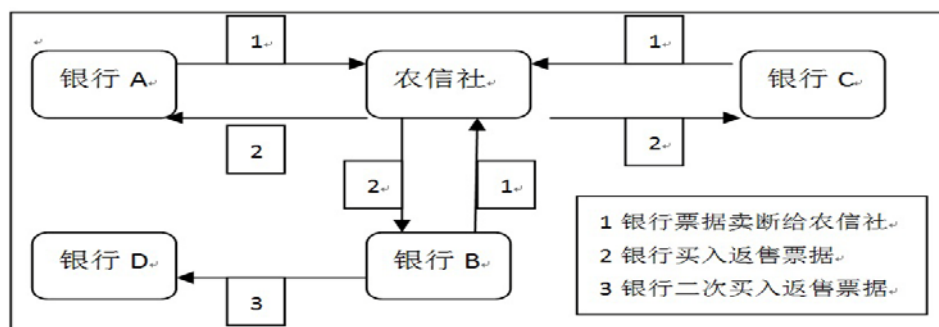 1
1
银行 A
农信社
银行 C
2
2
2
1
银行 D
银行 B
3
1 银行票据卖断给农信社
2 银行买入返售票据
3 银行二次买入返售票据